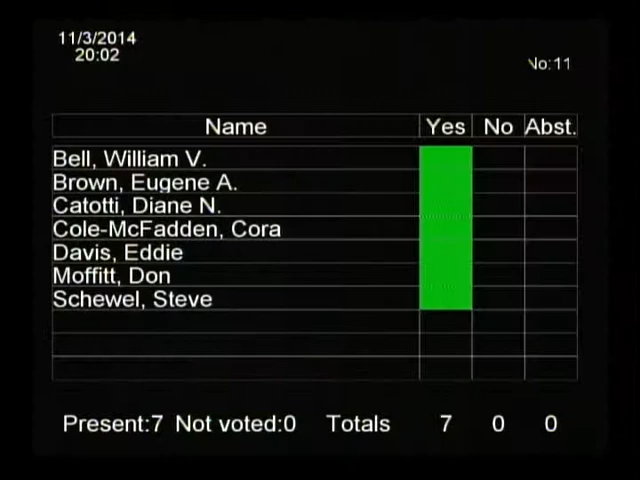 11/3/2014
20:02
No:11
Name Yes No Abst.
Bell, William V.
Brown, Eugene A.
Catotti, Diane N.
Cole-McFadden, Cora
Davis, Eddie
Moffitt, Don
Schewel, Steve
Present:7 Not voted:0 Totals 7 0 0